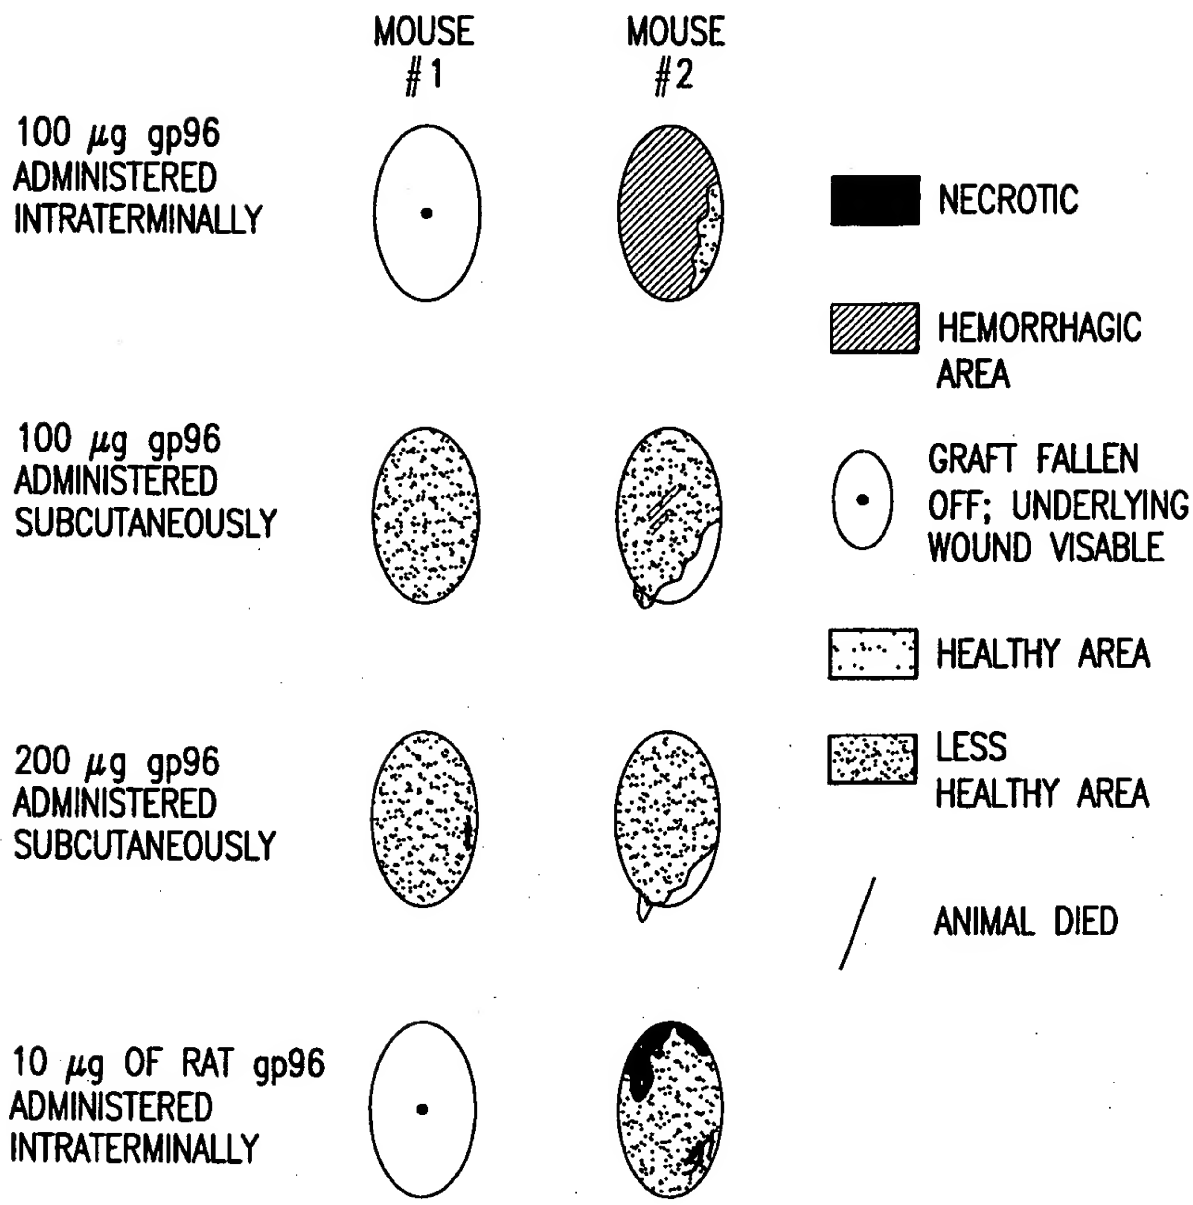 MOUSE
#1
MOUSE
#2
100 μg gp96
ADMINISTERED
INTRATERMINALLY
100 μg gp96
ADMINISTERED
SUBCUTANEOUSLY
200 μg gp96
ADMINISTERED
SUBCUTANEOUSLY
10 μg OF RAT gp96
ADMINISTERED
INTRATERMINALLY
NECROTIC
HEMORRHAGIC
AREA
GRAFT FALLEN
OFF; UNDERLYING
WOUND VISABLE
HEALTHY AREA
LESS
HEALTHY AREA
ANIMAL DIED